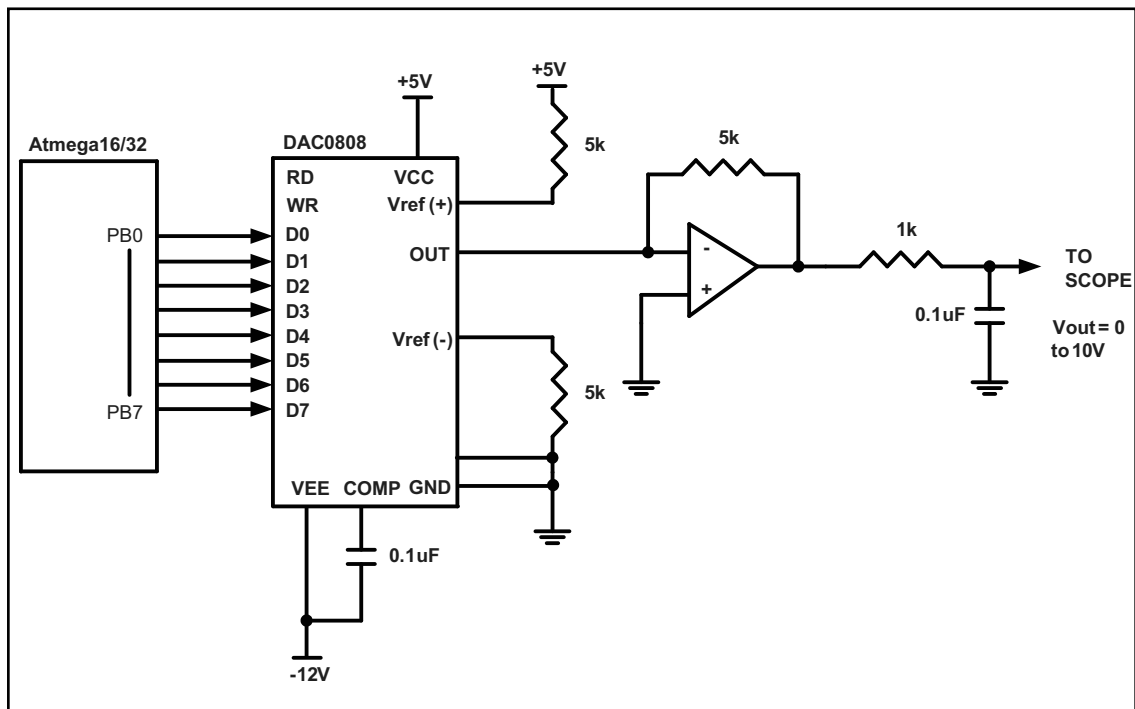 +5V
+5V
Atmega16/32
DAC0808
5k
5k
RD
VCC
WR
Vref (+)
PB0
D0
1k
OUT
-
TO
SCOPE
D1
D2
+
D3
0.1uF
D4
Vref (-)
Vout = 0
to 10V
D5
D6
5k
PB7
D7
VEE
COMP
GND
0.1uF
-12V